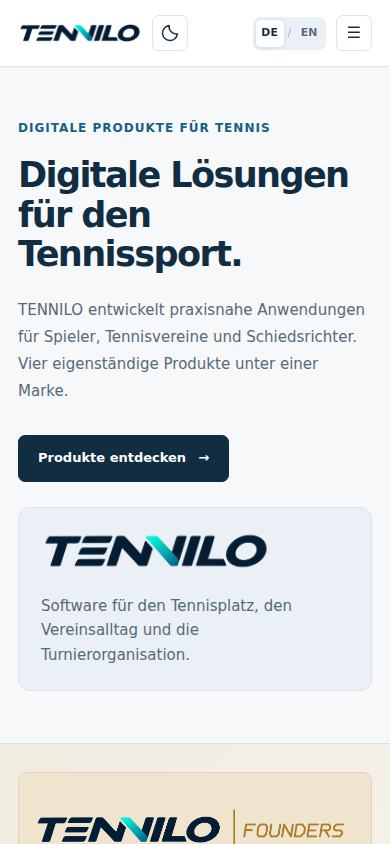 TENNILO
DE / EN
DIGITALE PRODUKTE FÜR TENNIS
Digitale Lösungen
für den
Tennissport.
TENNILO entwickelt praxisnahe Anwendungen
für Spieler, Tennisvereine und Schiedsrichter.
Vier eigenständige Produkte unter einer
Marke.
Produkte entdecken →
TENNILO
Software für den Tennisplatz, den
Vereinsalltag und die
Turnierorganisation.
TENNILO | FOUNDERS